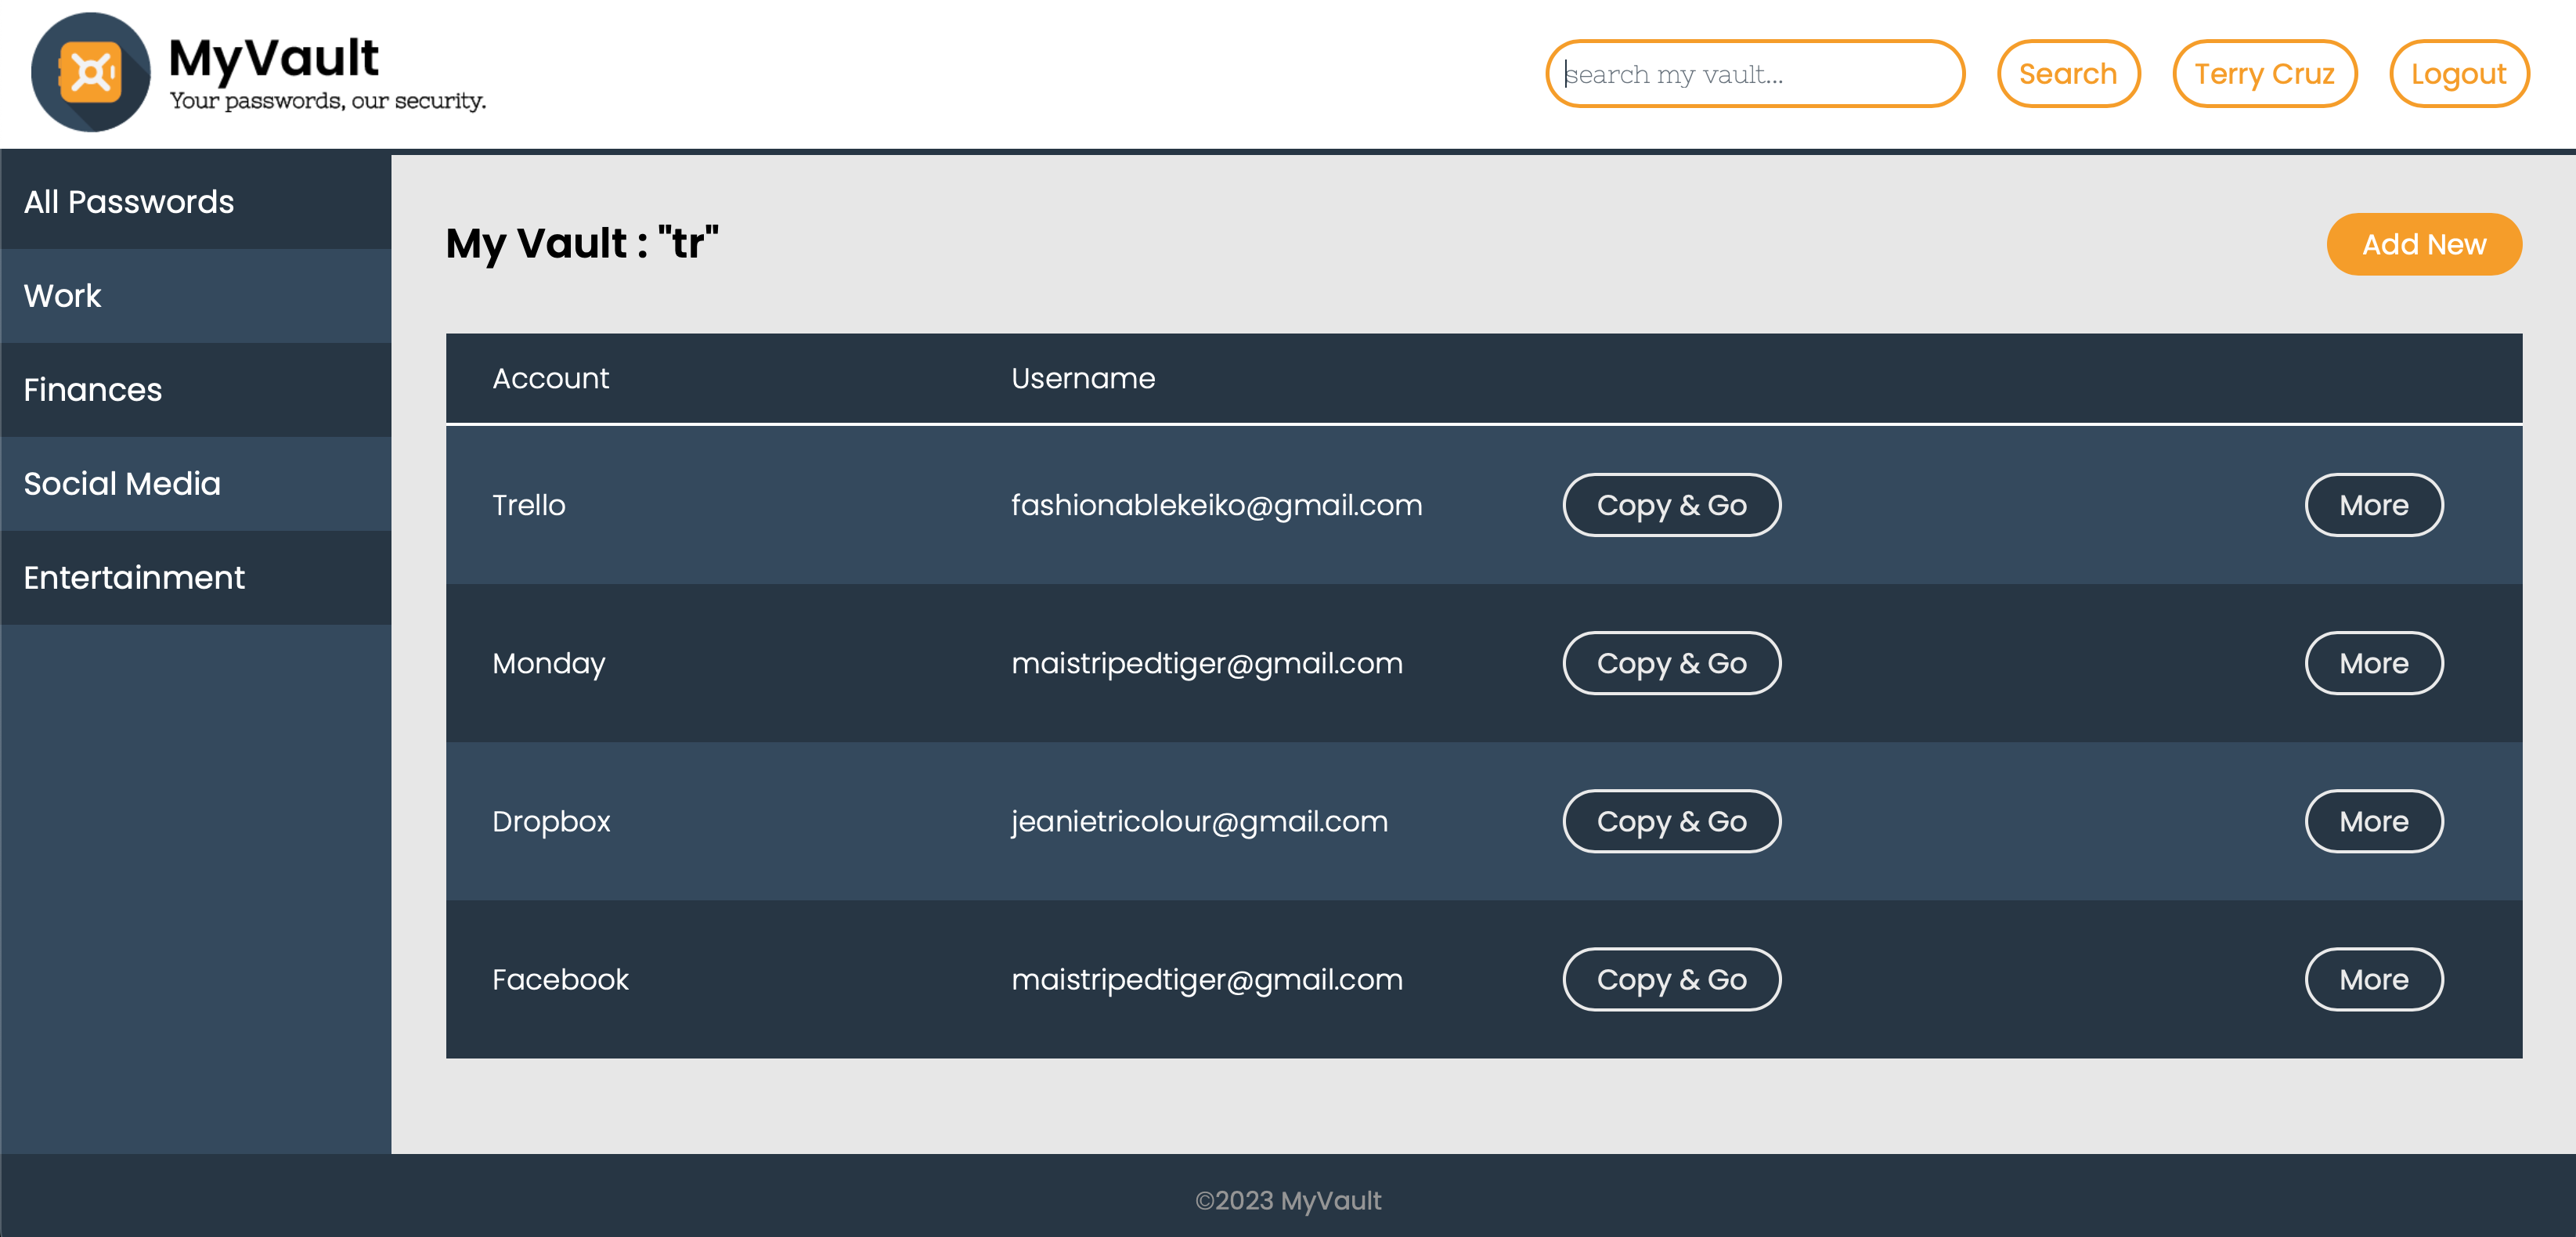 MyVault
Your passwords, our security.
search my vault...
Search
Terry Cruz
Logout
All Passwords
Work
Finances
Social Media
Entertainment
My Vault : "tr"
Add New
Account Username
Trello fashionablekeiko@gmail.com Copy & Go More
Monday maistripedtiger@gmail.com Copy & Go More
Dropbox jeanietricolour@gmail.com Copy & Go More
Facebook maistripedtiger@gmail.com Copy & Go More
©2023 MyVault